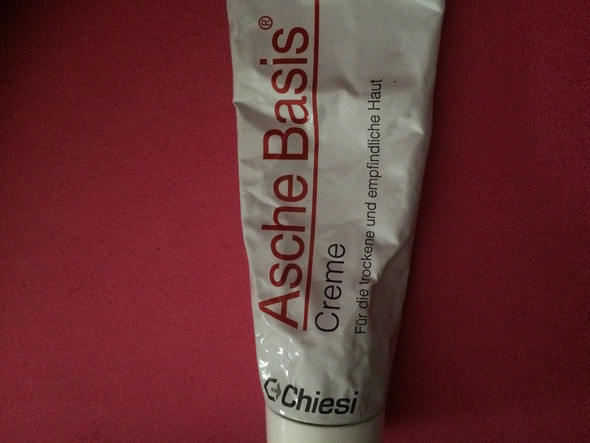 Asche Basis®
Creme
Für die trockene und empfindliche Haut
Chiesi